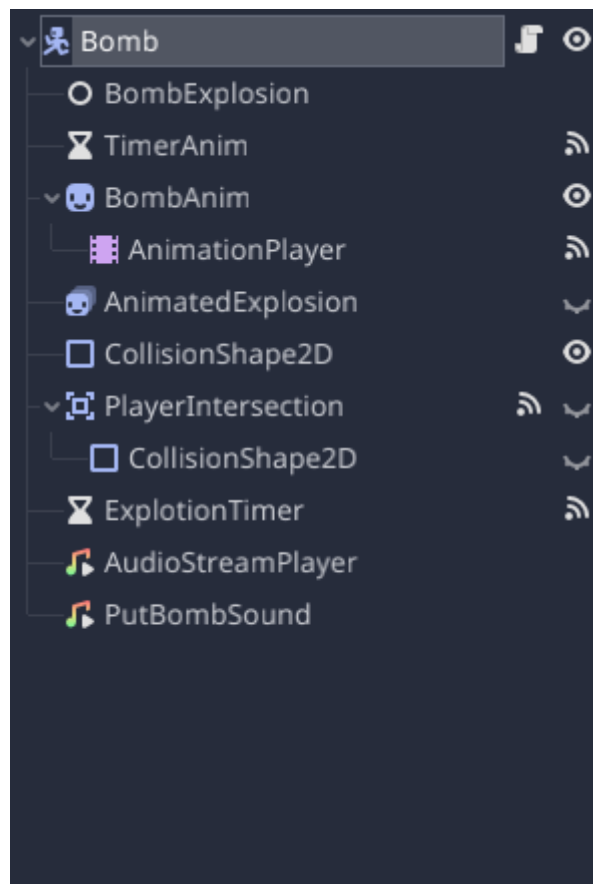 Bomb
BombExplosion
TimerAnim
BombAnim
AnimationPlayer
AnimatedExplosion
CollisionShape2D
PlayerIntersection
CollisionShape2D
ExplotionTimer
AudioStreamPlayer
PutBombSound